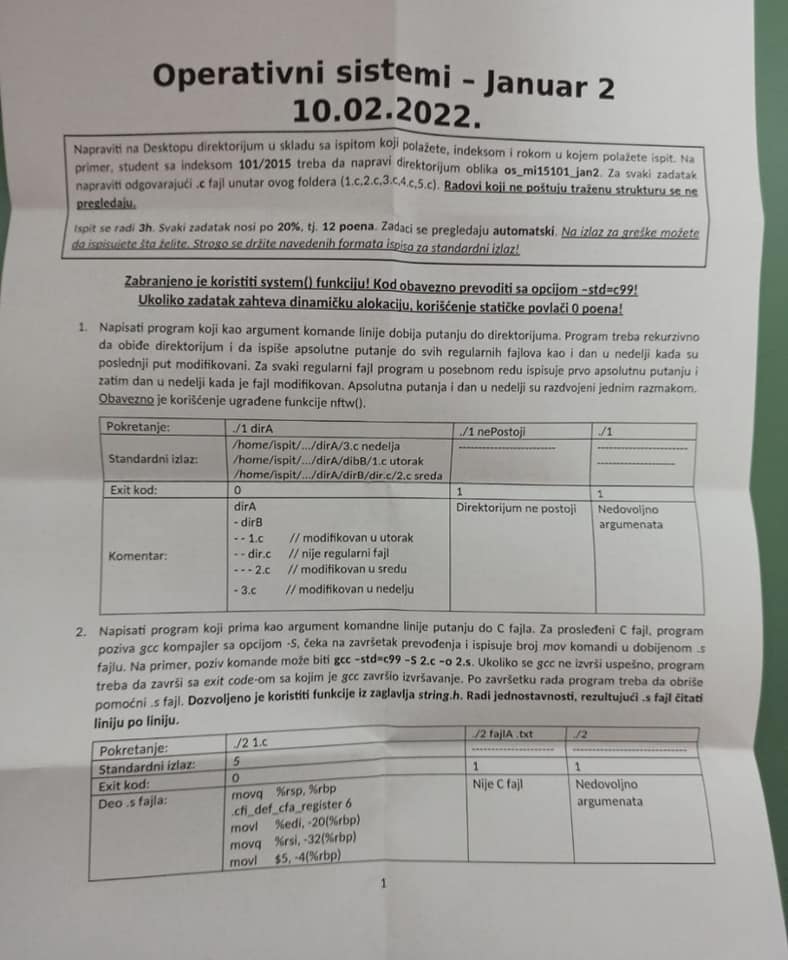 Operativni sistemi – Januar 2
10.02.2022.
Napraviti na Desktopu direktorijum u skladu sa ispitom koji polažete, indeksom i rokom u kojem polažete ispit. Na
primer, student sa indeksom 101/2015 treba da napravi direktorijum oblika os_mi15101_jan2. Za svaki zadatak
napraviti odgovarajući .c fajl unutar ovog foldera (1.c,2.c,3.c,4.c,5.c). Radovi koji ne poštuju traženu strukturu se ne
pregledaju.
Ispit se radi 3h. Svaki zadatak nosi po 20%, tj. 12 poena. Zadaci se pregledaju automatski. Na izlaz za greške možete
da ispisujete šta želite. Strogo se držite navedenih formata ispisa za standardni izlaz!
Zabranjeno je koristiti system() funkciju! Kod obavezno prevoditi sa opcijom –std=c99!
Ukoliko zadatak zahteva dinamičku alokaciju, korišćenje statičke povlači 0 poena!
1. Napisati program koji kao argument komande linije dobija putanju do direktorijuma. Program treba rekurzivno
da obiđe direktorijum i da ispiše apsolutne putanje do svih regularnih fajlova kao i dan u nedelji kada su
poslednji put modifikovani. Za svaki regularni fajl program u posebnom redu ispisuje prvo apsolutnu putanju i
zatim dan u nedelji kada je fajl modifikovan. Apsolutna putanja i dan u nedelji su razdvojeni jednim razmakom.
Obavezno je korišćenje ugrađene funkcije nftw().
Pokretanje: ./1 dirA ./1 nePostoji ./1
Standardni izlaz: /home/ispit/.../dirA/3.c nedelja ------------------------ ------------------------
/home/ispit/.../dirA/dibB/1.c utorak --------------------
/home/ispit/.../dirA/dirB/dir.c/2.c sreda
Exit kod: 0 1 1
Komentar: dirA Direktorijum ne postoji Nedovoljno
- dirB argumenata
- - 1.c // modifikovan u utorak
- - dir.c // nije regularni fajl
- - - 2.c // modifikovan u sredu
- 3.c // modifikovan u nedelju
2. Napisati program koji prima kao argument komandne linije putanju do C fajla. Za prosleđeni C fajl, program
poziva gcc kompajler sa opcijom -S, čeka na završetak prevođenja i ispisuje broj mov komandi u dobijenom .s
fajlu. Na primer, poziv komande može biti gcc –std=c99 –S 2.c –o 2.s. Ukoliko se gcc ne izvrši uspešno, program
treba da završi sa exit code-om sa kojim je gcc završio izvršavanje. Po završetku rada program treba da obriše
pomoćni .s fajl. Dozvoljeno je koristiti funkcije iz zaglavlja string.h. Radi jednostavnosti, rezultujući .s fajl čitati
liniju po liniju.
Pokretanje: ./2 1.c ./2 fajlA .txt ./2
Standardni izlaz: 5 -------------------- ----------------------------
Exit kod: 0 1 1
Deo .s fajla: movq %rsp, %rbp Nije C fajl Nedovoljno
.cfi_def_cfa_register 6 argumenata
movl %edi, -20(%rbp)
movq %rsi, -32(%rbp)
movl $5, -4(%rbp)
1